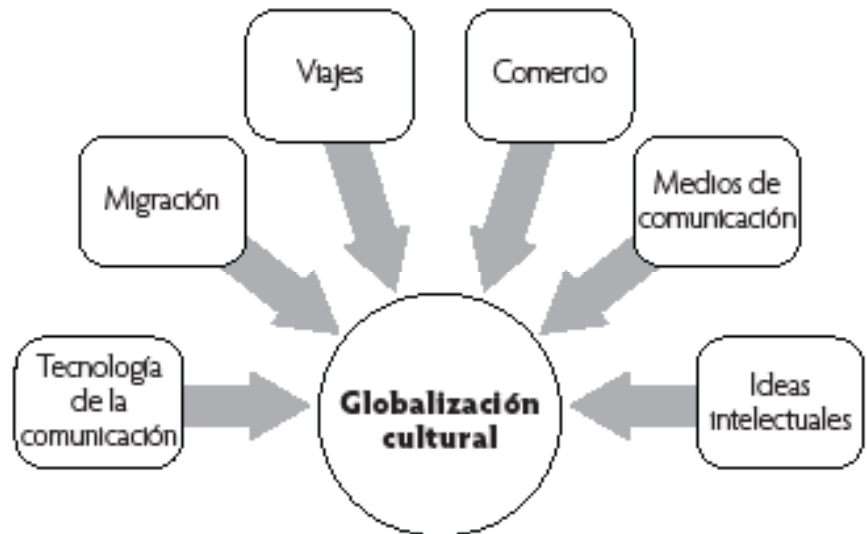 Viajes
Comercio
Migración
Medios de
comunicación
Tecnología
de la
comunicación
Globalización
cultural
Ideas
intelectuales